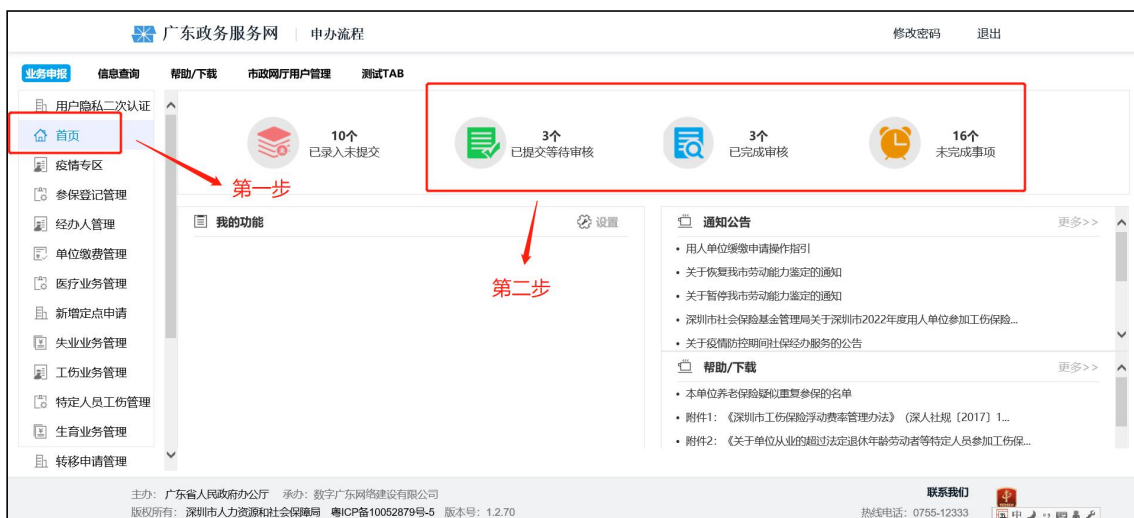 广东政务服务网 申办流程 修改密码 退出
业务申报 信息查询 帮助/下载 市政网厅用户管理 测试TAB
用户隐私二次认证
首页
疫情专区
参保登记管理
经办人管理
单位缴费管理
医疗业务管理
新增定点申请
失业业务管理
工伤业务管理
特定人员工伤管理
生育业务管理
转移申请管理
10个
已录入未提交
3个
已提交等待审核
3个
已完成审核
16个
未完成事项
第一步
第二步
我的功能 设置
通知公告 更多>>
• 用人单位缓缴申请操作指引
• 关于恢复我市劳动能力鉴定的通知
• 关于暂停我市劳动能力鉴定的通知
• 深圳市社会保险基金管理局关于深圳市2022年度用人单位参加工伤保险...
• 关于疫情防控期间社保经办服务的公告
帮助/下载 更多>>
• 本单位养老保险疑似重复参保的名单
• 附件1：《深圳市工伤保险浮动费率管理办法》（深人社规〔2017〕1...
• 附件2：《关于单位从业的超过法定退休年龄劳动者等特定人员参加工伤保...
主办：广东省人民政府办公厅 承办：数字广东网络建设有限公司
版权所有：深圳市人力资源和社会保障局 粤ICP备10052879号-5 版本号：1.2.70
联系我们
热线电话：0755-12333
中